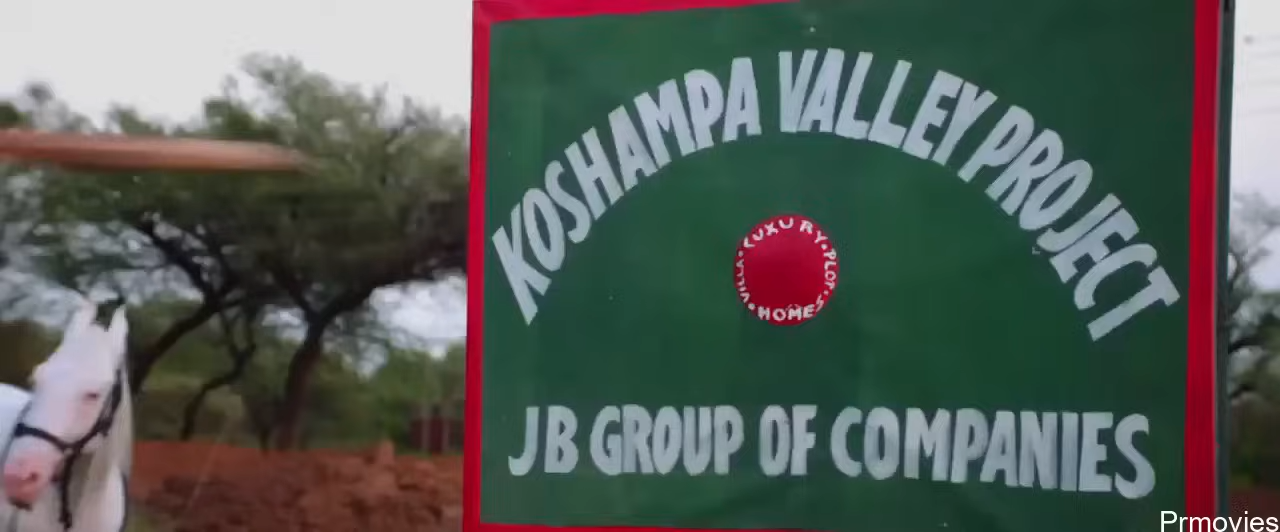 KOSHAMPA VALLEY PROJECT
LUXURY • PLOT • HOMES • VILLA •
JB GROUP OF COMPANIES
Prmovies